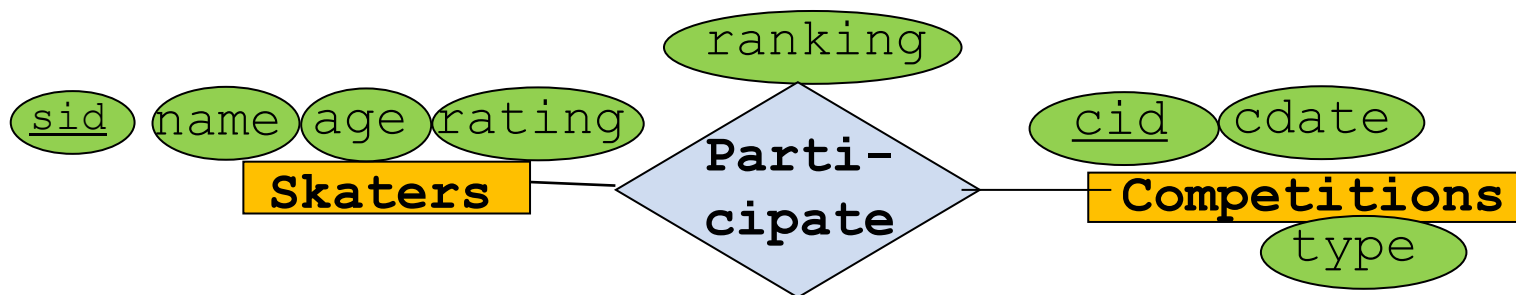 ranking
sid name age rating
cid cdate
Parti-
cipate
Skaters
Competitions
type